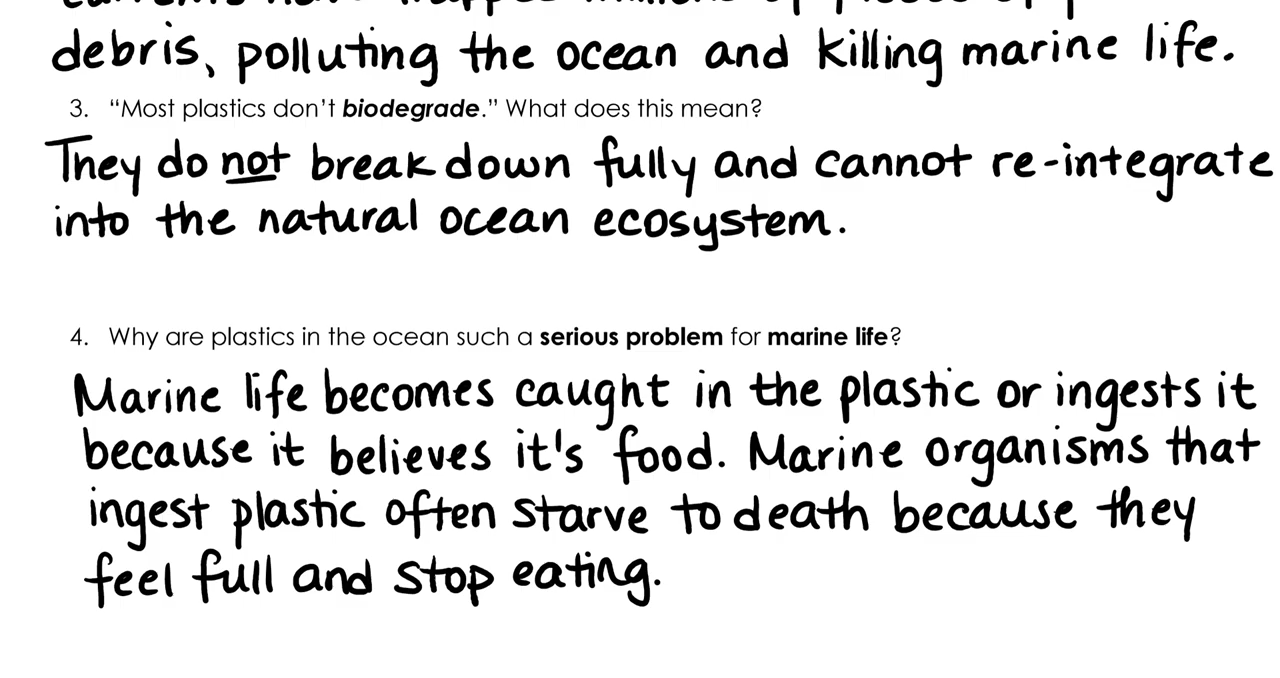 debris, polluting the ocean and killing marine life.
3. “Most plastics don’t biodegrade.” What does this mean?
They do not break down fully and cannot re-integrate
into the natural ocean ecosystem.
4. Why are plastics in the ocean such a serious problem for marine life?
Marine life becomes caught in the plastic or ingests it
because it believes it's food. Marine organisms that
ingest plastic often starve to death because they
feel full and stop eating.